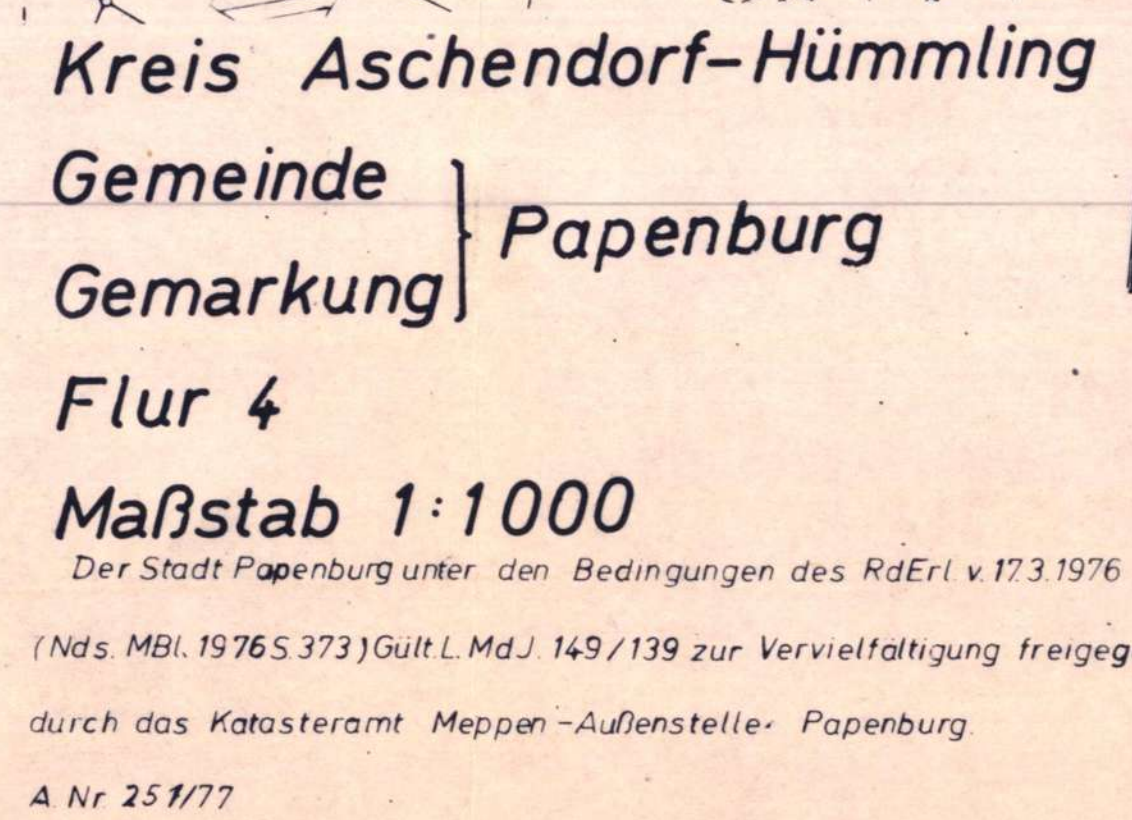 Kreis Aschendorf-Hümmling
Gemeinde
Gemarkung } Papenburg
Flur 4
Maßstab 1:1000
Der Stadt Papenburg unter den Bedingungen des RdErl. v. 17.3.1976
(Nds. MBl. 1976 S. 373) Gült. L. MdJ. 149/139 zur Vervielfältigung freigeg
durch das Katasteramt Meppen -Außenstelle- Papenburg.
A. Nr. 251/77